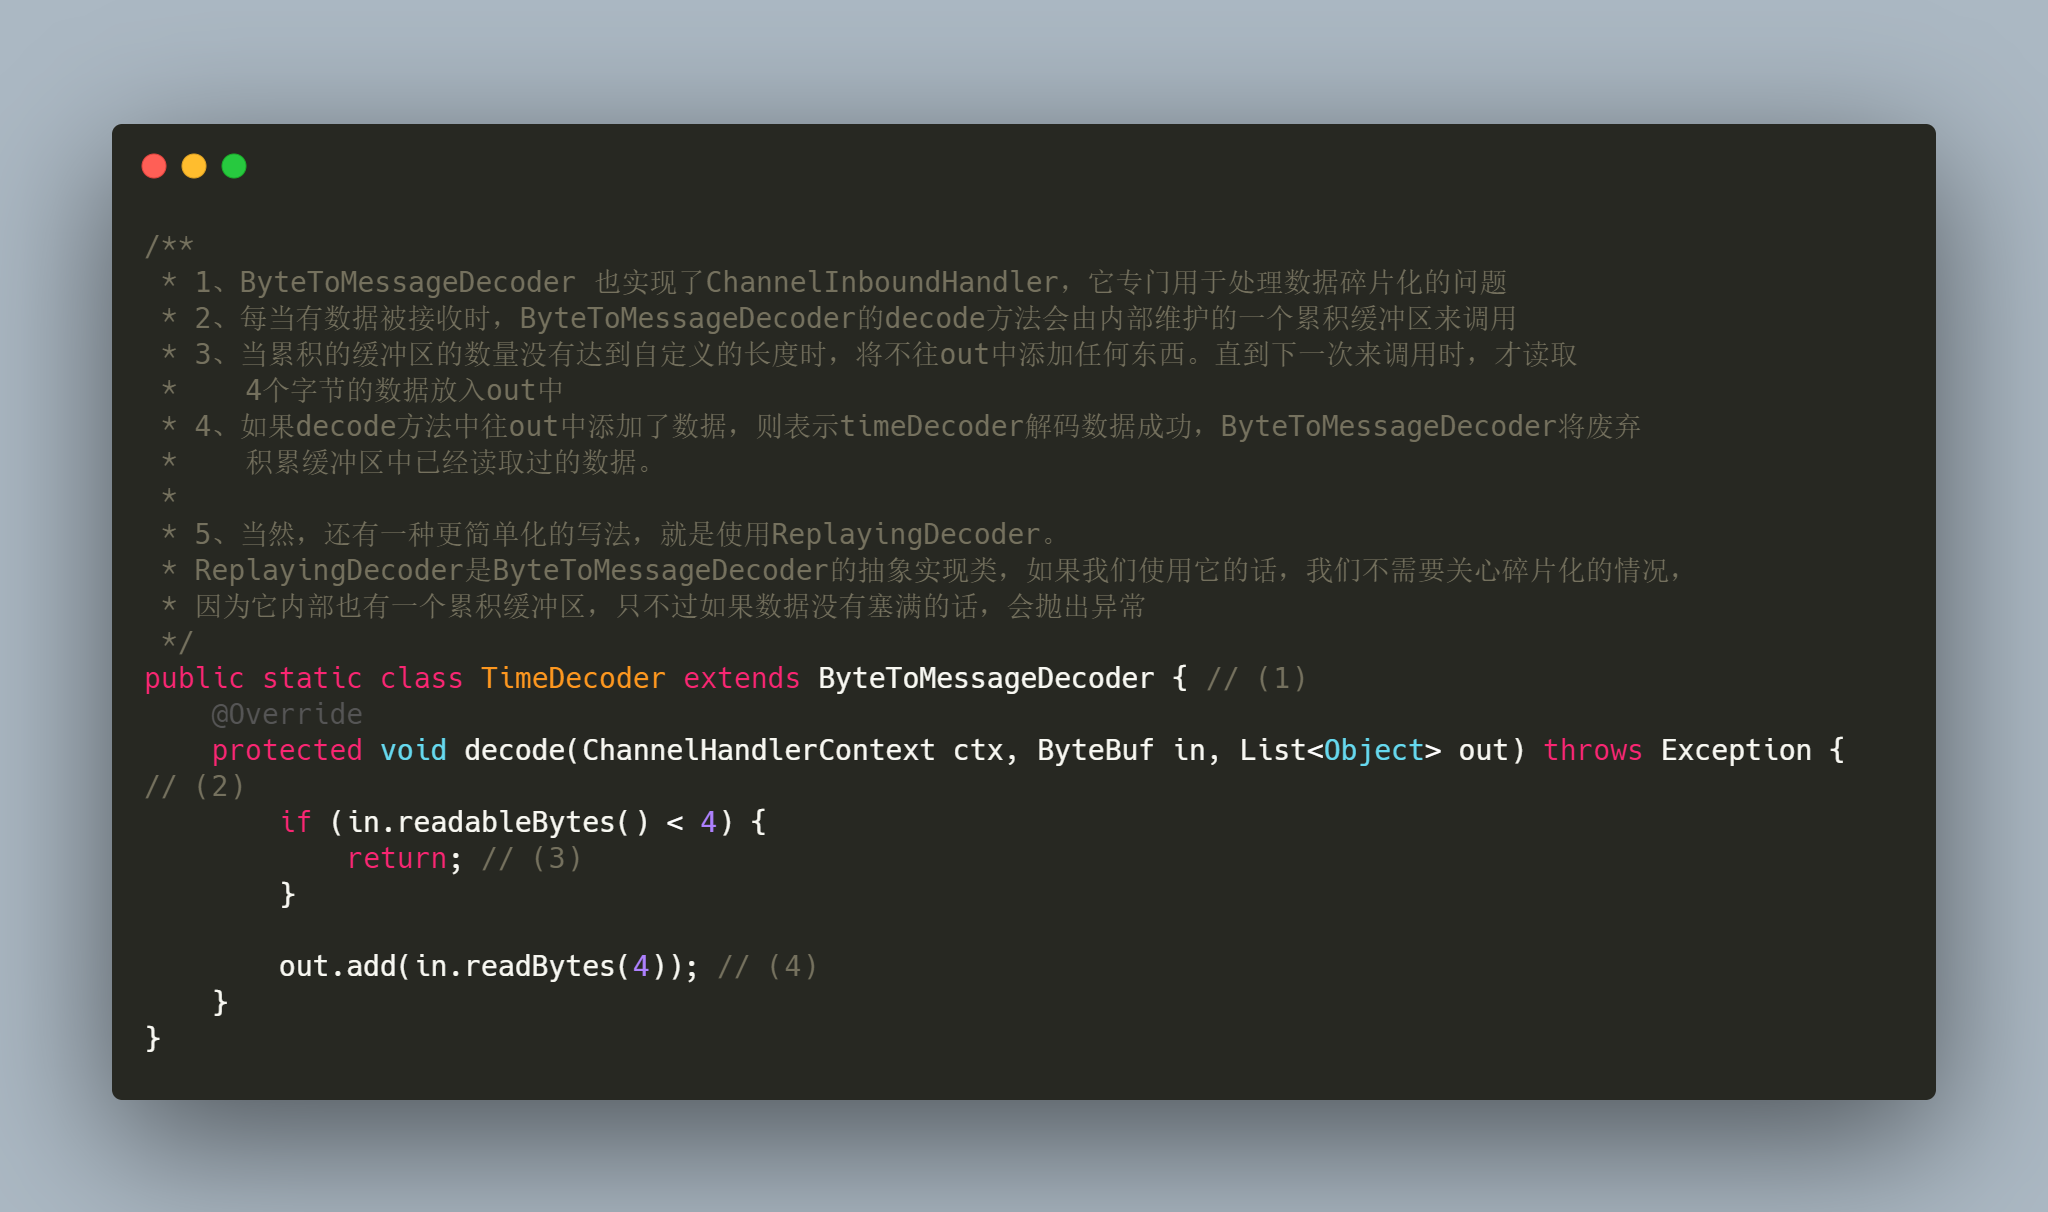 /**
 * 1、ByteToMessageDecoder 也实现了ChannelInboundHandler，它专门用于处理数据碎片化的问题
 * 2、每当有数据被接收时，ByteToMessageDecoder的decode方法会由内部维护的一个累积缓冲区来调用
 * 3、当累积的缓冲区的数量没有达到自定义的长度时，将不往out中添加任何东西。直到下一次来调用时，才读取
 *    4个字节的数据放入out中
 * 4、如果decode方法中往out中添加了数据，则表示timeDecoder解码数据成功，ByteToMessageDecoder将废弃
 *    积累缓冲区中已经读取过的数据。
 *
 * 5、当然，还有一种更简单化的写法，就是使用ReplayingDecoder。
 * ReplayingDecoder是ByteToMessageDecoder的抽象实现类，如果我们使用它的话，我们不需要关心碎片化的情况，
 * 因为它内部也有一个累积缓冲区，只不过如果数据没有塞满的话，会抛出异常
 */
public static class TimeDecoder extends ByteToMessageDecoder { // (1)
    @Override
    protected void decode(ChannelHandlerContext ctx, ByteBuf in, List<Object> out) throws Exception {
// (2)
        if (in.readableBytes() < 4) {
            return; // (3)
        }

        out.add(in.readBytes(4)); // (4)
    }
}